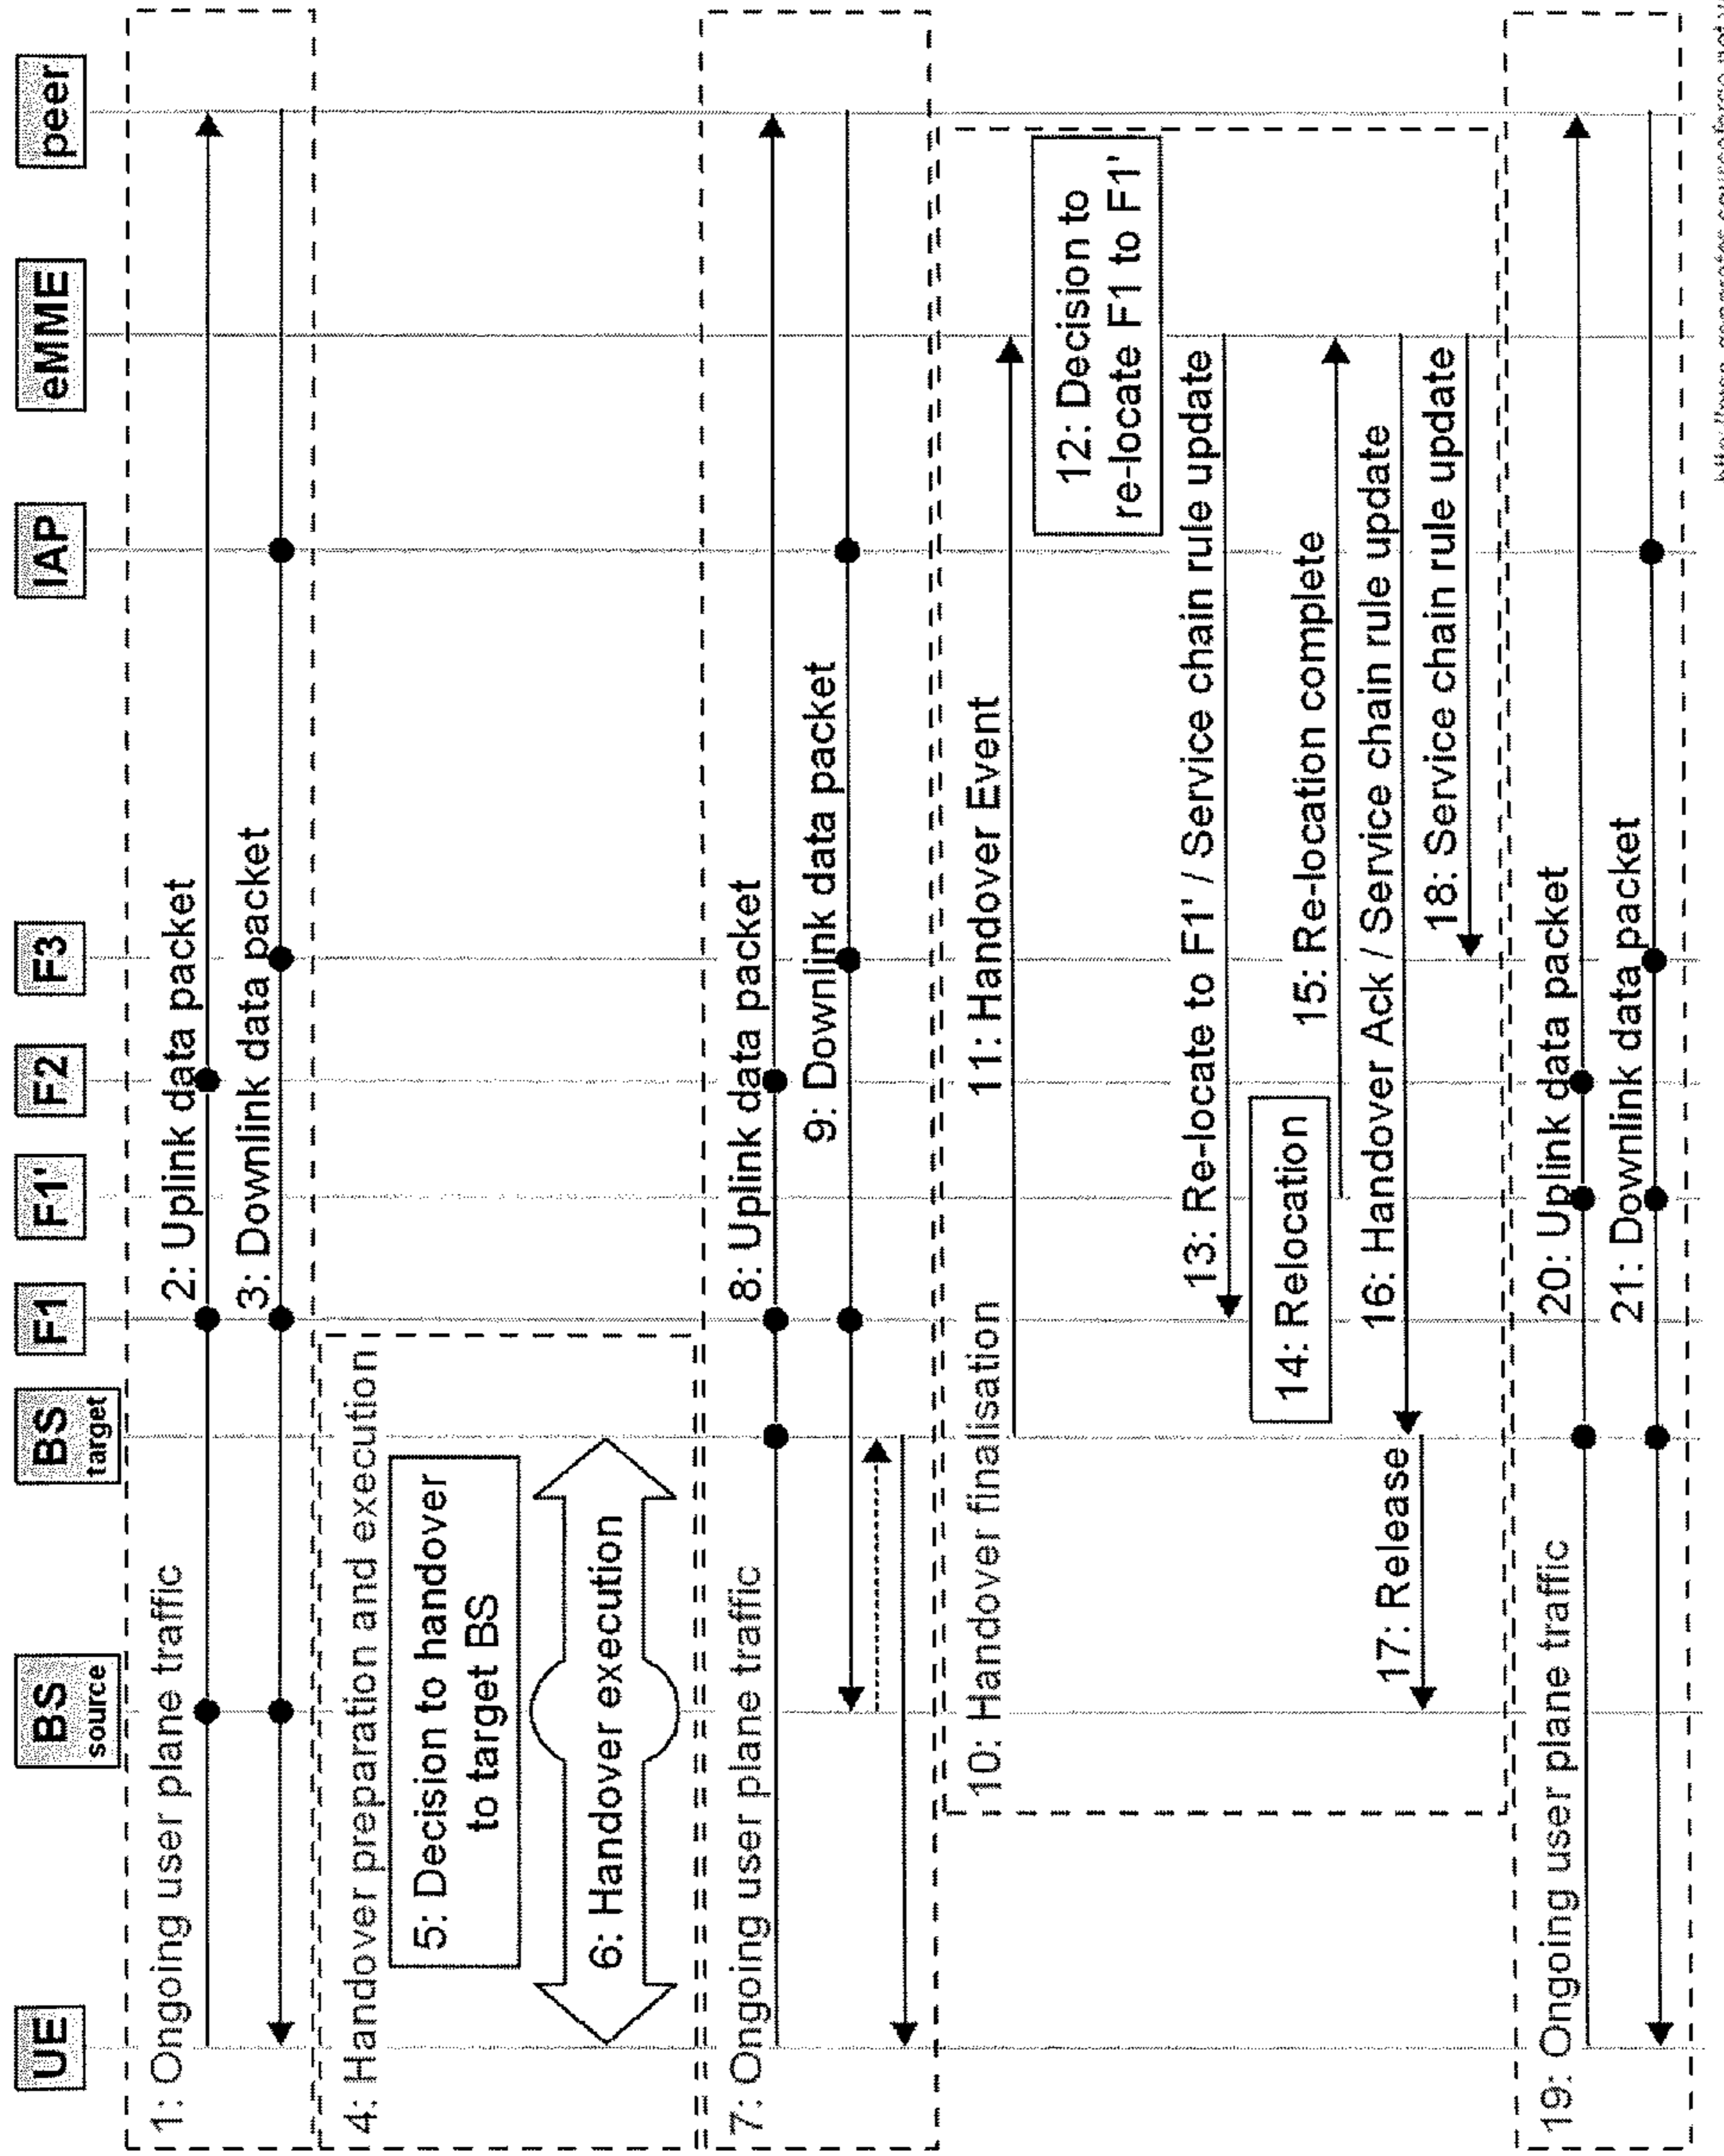 UE
BS
source
BS
target
F1
F1'
F2
F3
IAP
eMME
peer
1: Ongoing user plane traffic
2: Uplink data packet
3: Downlink data packet
4: Handover preparation and execution
5: Decision to handover
to target BS
6: Handover execution
7: Ongoing user plane traffic
8: Uplink data packet
9: Downlink data packet
10: Handover finalisation
11: Handover Event
12: Decision to
re-locate F1 to F1'
13: Re-locate to F1' / Service chain rule update
14: Relocation
15: Re-location complete
16: Handover Ack / Service chain rule update
17: Release
18: Service chain rule update
19: Ongoing user plane traffic
20: Uplink data packet
21: Downlink data packet